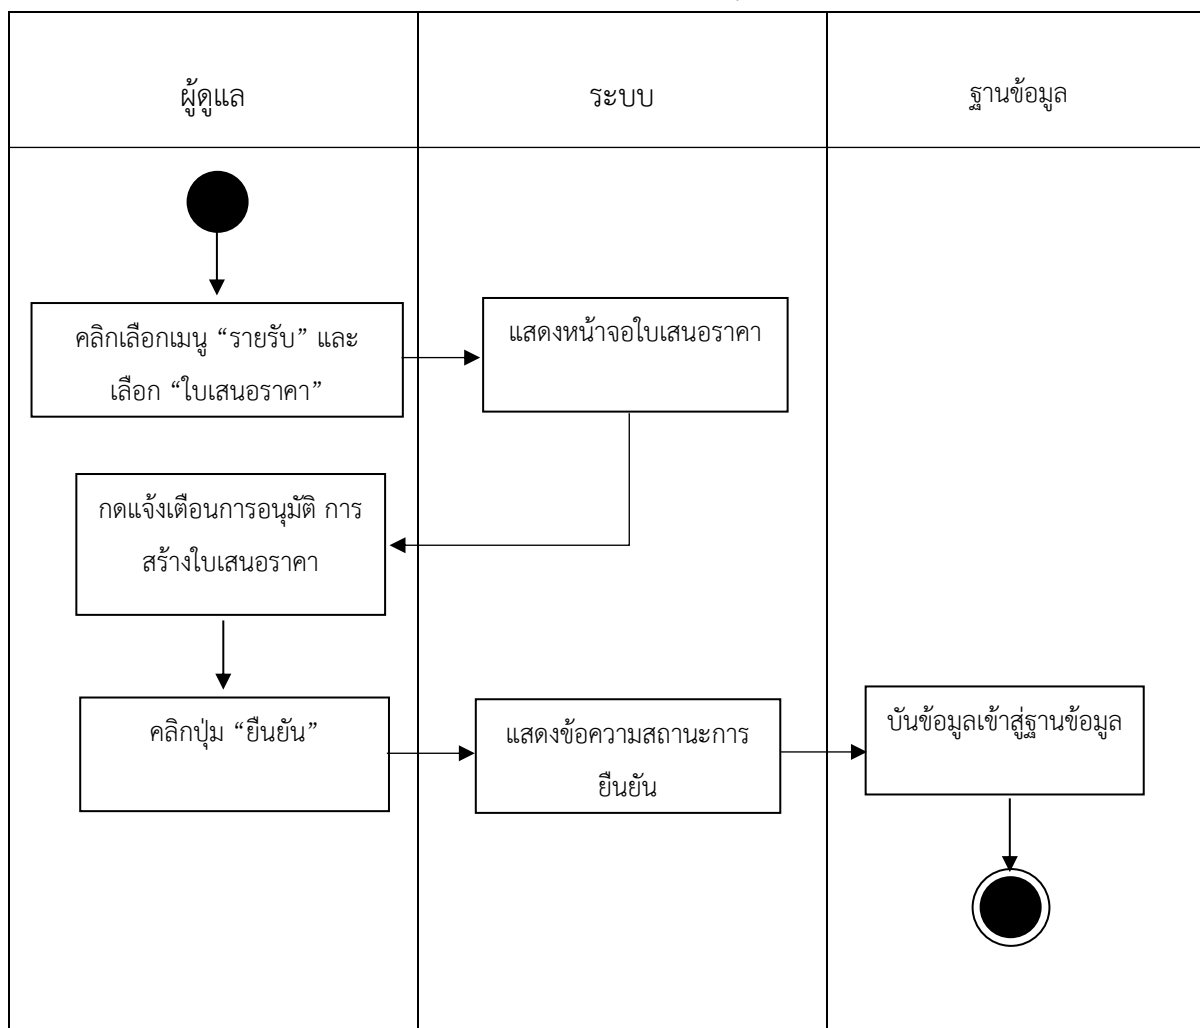 ผู้ดูแล
ระบบ
ฐานข้อมูล
คลิกเลือกเมนู “รายรับ” และ
เลือก “ใบเสนอราคา”
แสดงหน้าจอใบเสนอราคา
กดแจ้งเตือนการอนุมัติ การ
สร้างใบเสนอราคา
คลิกปุ่ม “ยืนยัน”
แสดงข้อความสถานะการ
ยืนยัน
บันข้อมูลเข้าสู่ฐานข้อมูล